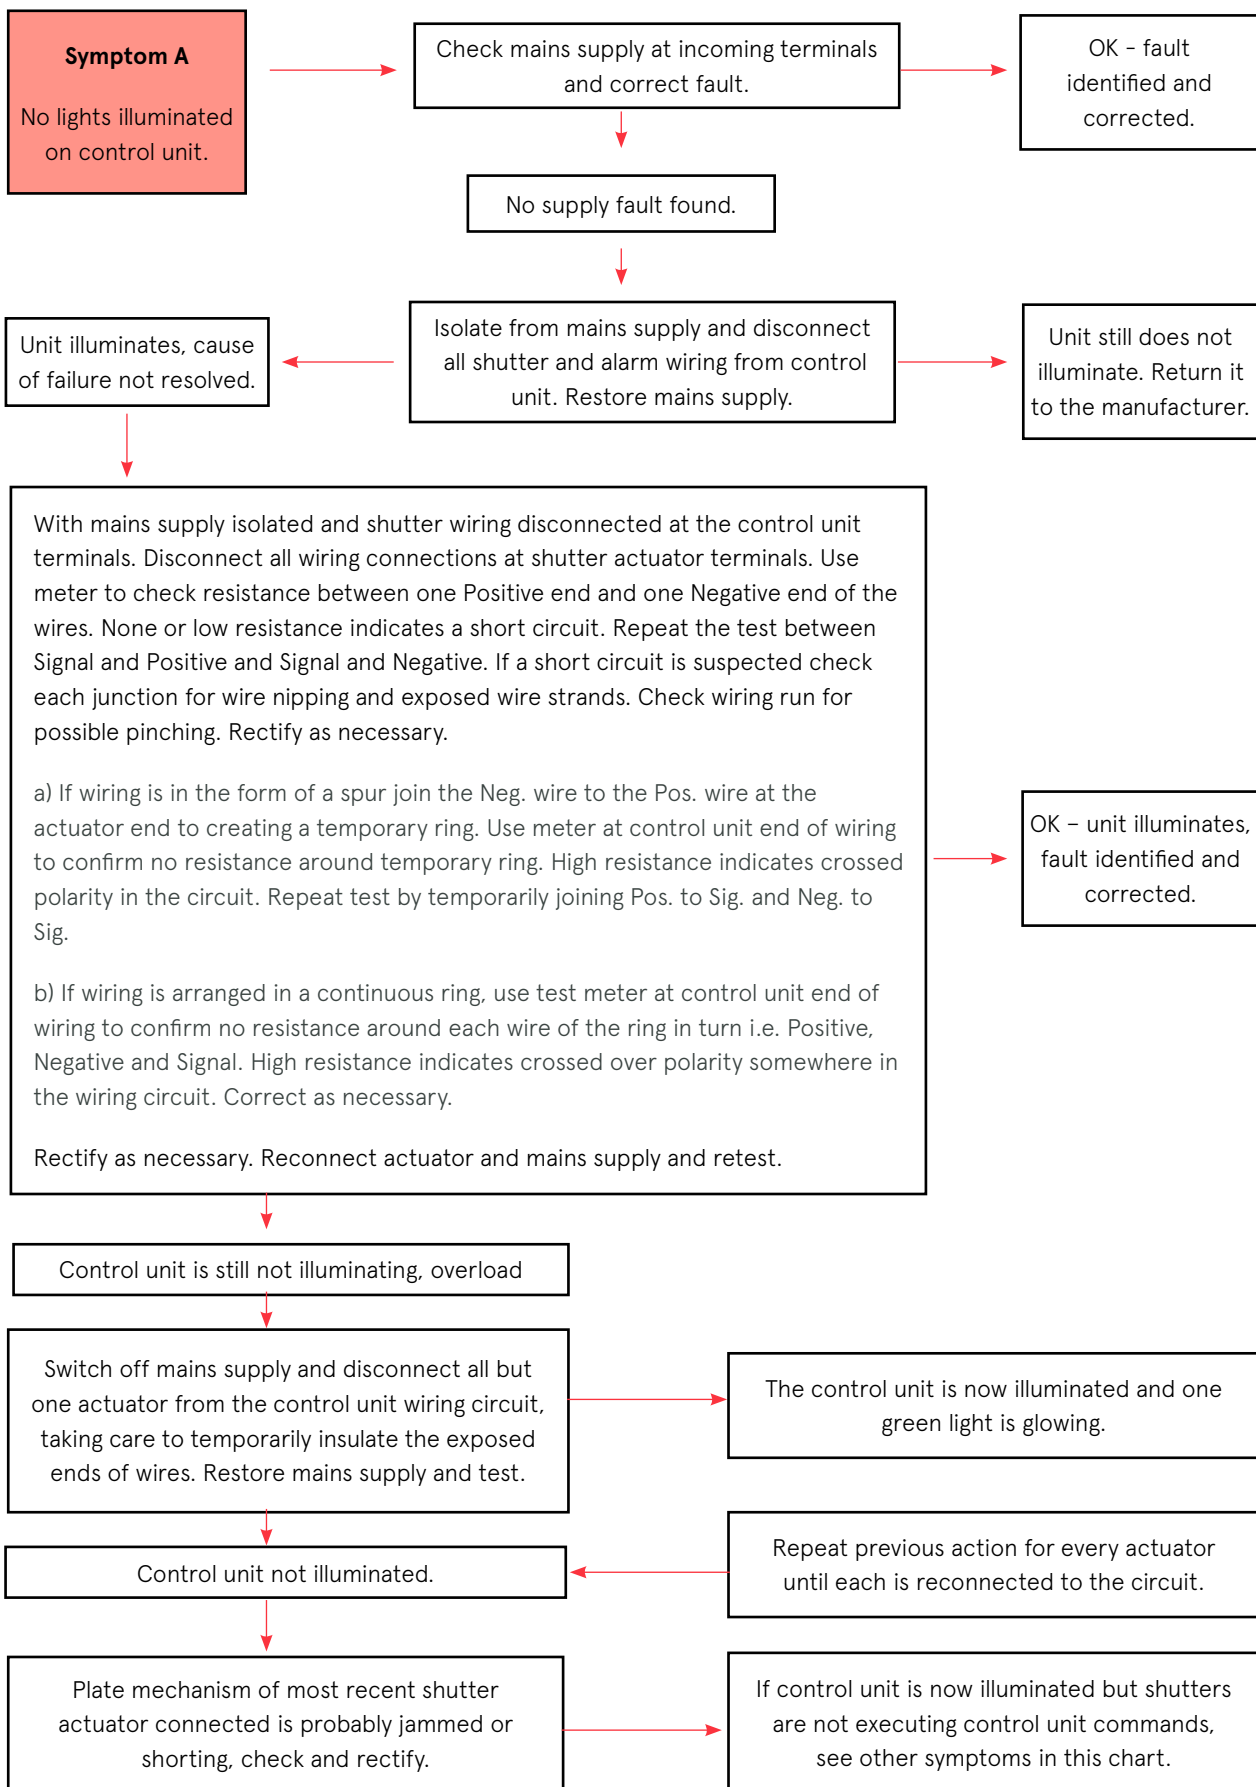 Symptom A
No lights illuminated
on control unit.
Check mains supply at incoming terminals
and correct fault.
OK - fault
identified and
corrected.
No supply fault found.
Unit illuminates, cause
of failure not resolved.
Isolate from mains supply and disconnect
all shutter and alarm wiring from control
unit. Restore mains supply.
Unit still does not
illuminate. Return it
to the manufacturer.
With mains supply isolated and shutter wiring disconnected at the control unit
terminals. Disconnect all wiring connections at shutter actuator terminals. Use
meter to check resistance between one Positive end and one Negative end of the
wires. None or low resistance indicates a short circuit. Repeat the test between
Signal and Positive and Signal and Negative. If a short circuit is suspected check
each junction for wire nipping and exposed wire strands. Check wiring run for
possible pinching. Rectify as necessary.
a) If wiring is in the form of a spur join the Neg. wire to the Pos. wire at the
actuator end to creating a temporary ring. Use meter at control unit end of wiring
to confirm no resistance around temporary ring. High resistance indicates crossed
polarity in the circuit. Repeat test by temporarily joining Pos. to Sig. and Neg. to
Sig.
b) If wiring is arranged in a continuous ring, use test meter at control unit end of
wiring to confirm no resistance around each wire of the ring in turn i.e. Positive,
Negative and Signal. High resistance indicates crossed over polarity somewhere in
the wiring circuit. Correct as necessary.
Rectify as necessary. Reconnect actuator and mains supply and retest.
OK – unit illuminates,
fault identified and
corrected.
Control unit is still not illuminating, overload
Switch off mains supply and disconnect all but
one actuator from the control unit wiring circuit,
taking care to temporarily insulate the exposed
ends of wires. Restore mains supply and test.
The control unit is now illuminated and one
green light is glowing.
Control unit not illuminated.
Repeat previous action for every actuator
until each is reconnected to the circuit.
Plate mechanism of most recent shutter
actuator connected is probably jammed or
shorting, check and rectify.
If control unit is now illuminated but shutters
are not executing control unit commands,
see other symptoms in this chart.